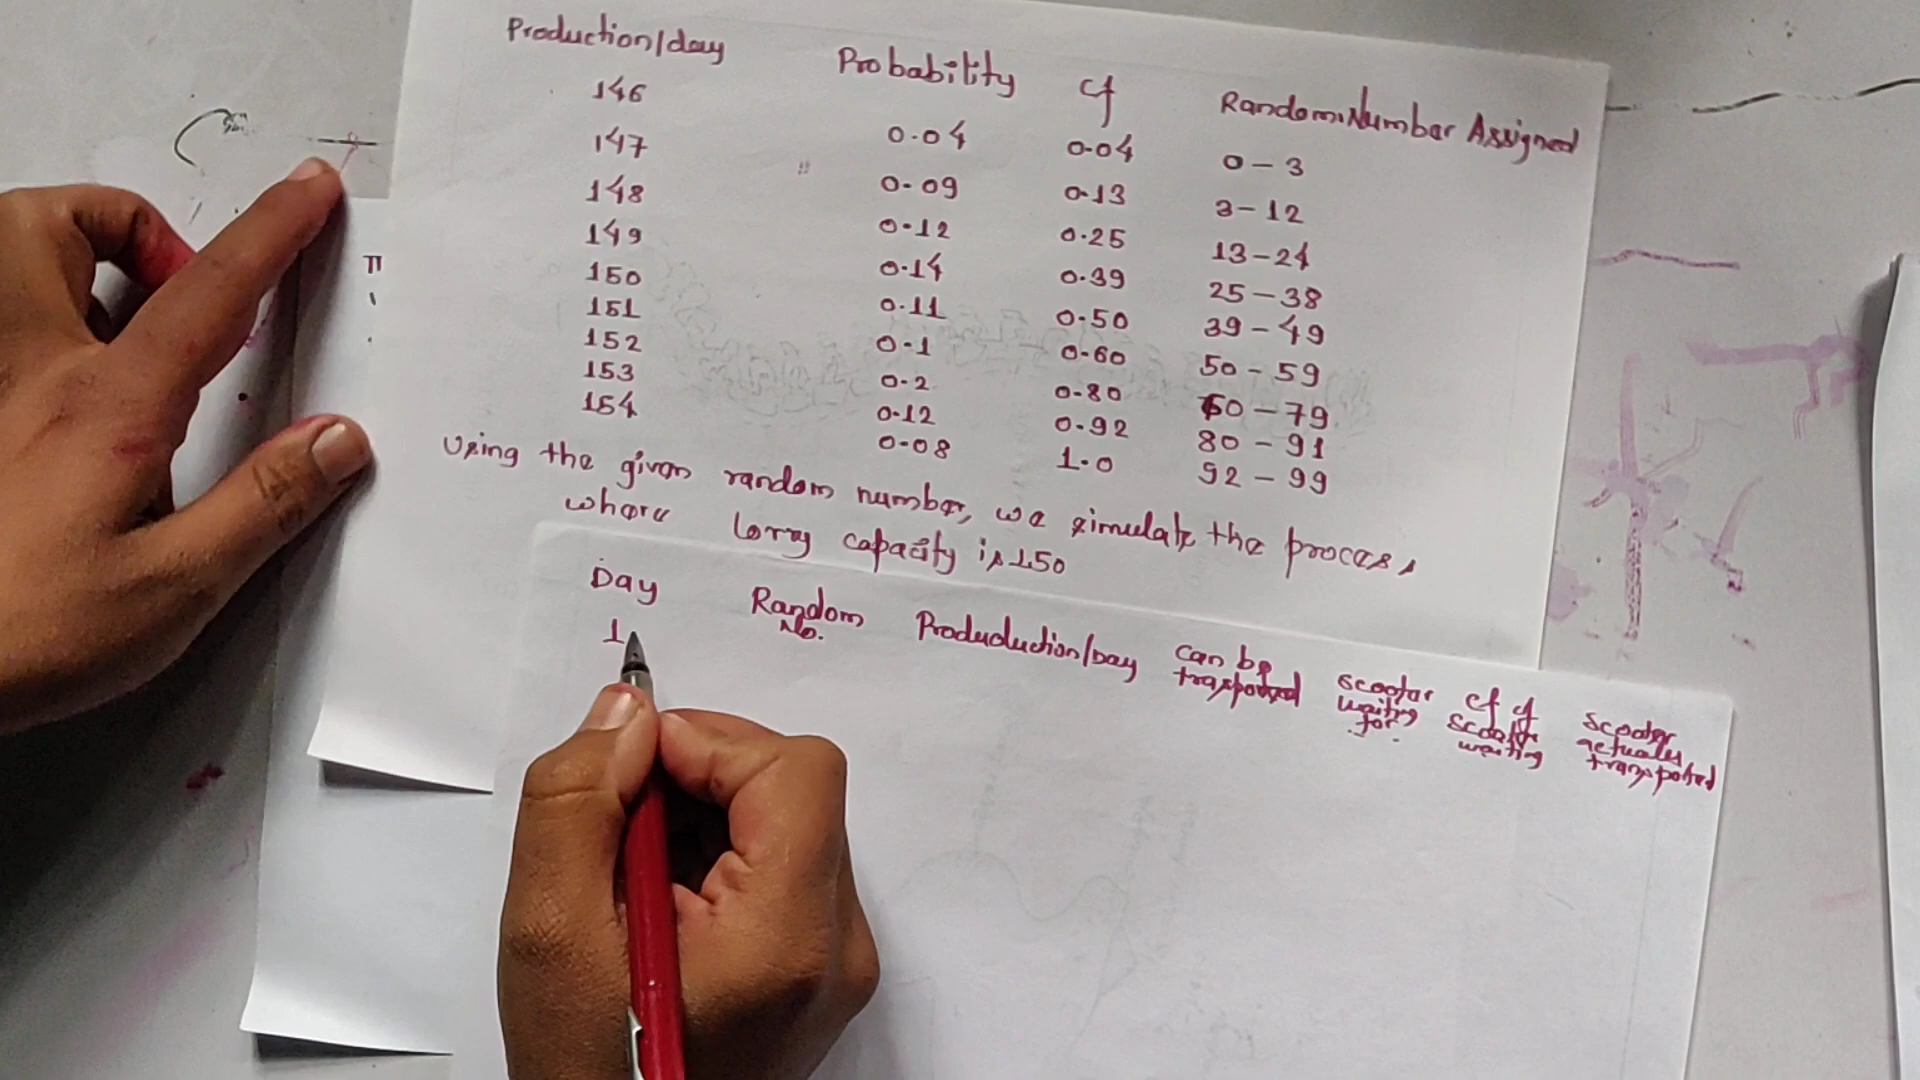 Production/day Probability cf Random Number Assigned
146 0.04 0.04 0-3
147 0.09 0.13 3-12
148 0.12 0.25 13-24
149 0.14 0.39 25-38
150 0.11 0.50 39-49
151 0.1 0.60 50-59
152 0.2 0.80 60-79
153 0.12 0.92 80-91
154 0.08 1.0 92-99
Using the given random number, we simulate the process
where lorry capacity is 150
Day Random No. Produduction/Day can be trasported scooter waiting for cf of scooter waiting scooter actually transported
1